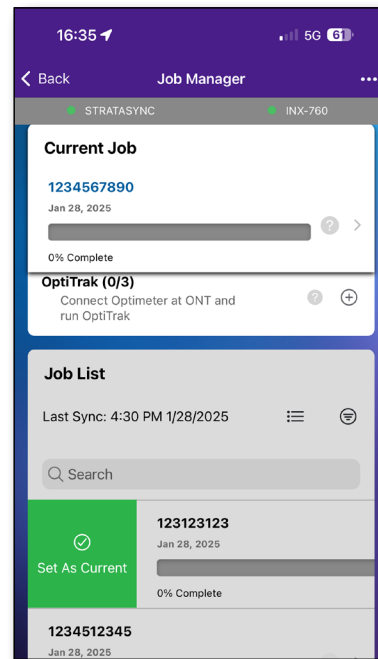 16:35
5G 61
Back
Job Manager
STRATASYNC
INX-760
Current Job
1234567890
Jan 28, 2025
?
0% Complete
OptiTrak (0/3)
Connect Optimeter at ONT and
?
run OptiTrak
Job List
Last Sync: 4:30 PM 1/28/2025
Search
123123123
Jan 28, 2025
Set As Current
0% Complete
1234512345
Jan 28, 2025